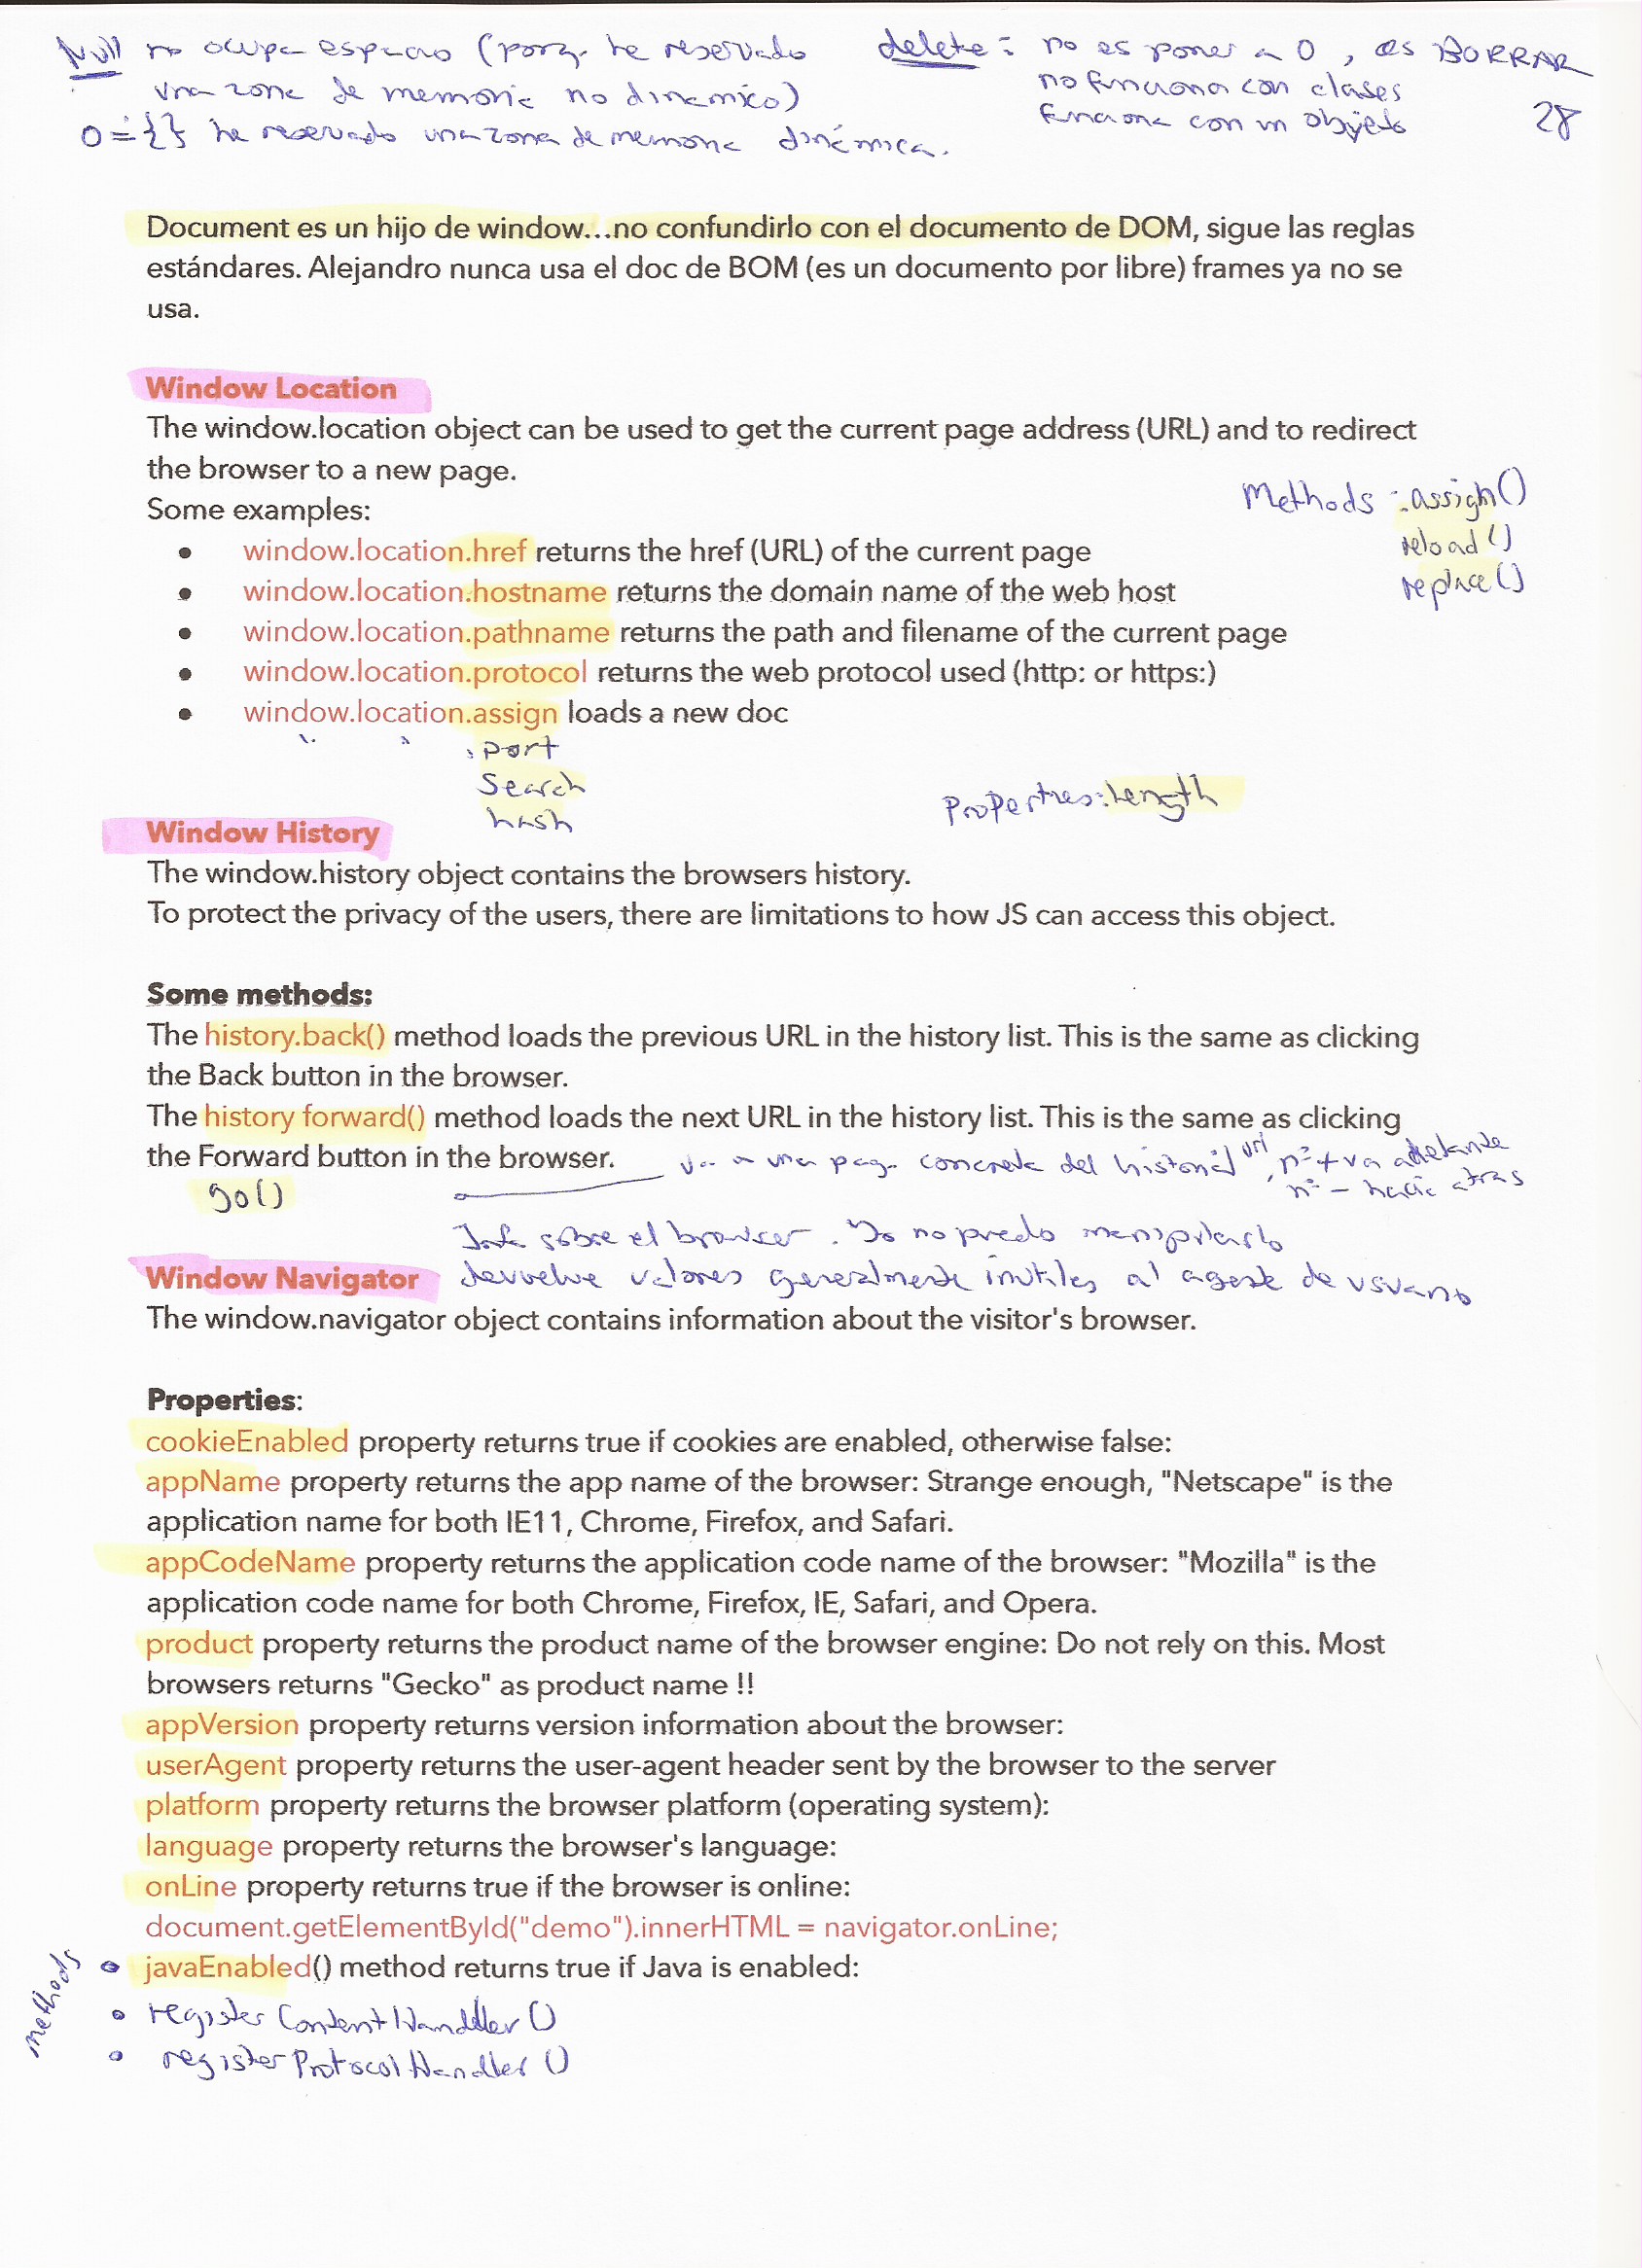 Null no ocupa espacio (porq. he reservado
una zona de memoria no dinamico)
O={} he reservado una zona de memoria dinámica.
delete: no es poner a 0, es BORRAR
no funciona con clases
funciona con un objeto
28
Document es un hijo de window...no confundirlo con el documento de DOM, sigue las reglas
estándares. Alejandro nunca usa el doc de BOM (es un documento por libre) frames ya no se
usa.
Window Location
The window.location object can be used to get the current page address (URL) and to redirect
the browser to a new page.
Some examples:
Methods: .assign()
reload()
replace()
• window.location.href returns the href (URL) of the current page
• window.location.hostname returns the domain name of the web host
• window.location.pathname returns the path and filename of the current page
• window.location.protocol returns the web protocol used (http: or https:)
• window.location.assign loads a new doc
" " .port
Search
hash
Properties: Length
Window History
The window.history object contains the browsers history.
To protect the privacy of the users, there are limitations to how JS can access this object.
Some methods:
The history.back() method loads the previous URL in the history list. This is the same as clicking
the Back button in the browser.
The history forward() method loads the next URL in the history list. This is the same as clicking
the Forward button in the browser.
go() va a una pag. concreta del historial url, nº + va adelante
nº - hacia atras
Info sobre el browser. Yo no puedo manipularlo
devuelve valores generalmente inutiles al agente de usuario
Window Navigator
The window.navigator object contains information about the visitor's browser.
Properties:
cookieEnabled property returns true if cookies are enabled, otherwise false:
appName property returns the app name of the browser: Strange enough, "Netscape" is the
application name for both IE11, Chrome, Firefox, and Safari.
appCodeName property returns the application code name of the browser: "Mozilla" is the
application code name for both Chrome, Firefox, IE, Safari, and Opera.
product property returns the product name of the browser engine: Do not rely on this. Most
browsers returns "Gecko" as product name !!
appVersion property returns version information about the browser:
userAgent property returns the user-agent header sent by the browser to the server
platform property returns the browser platform (operating system):
language property returns the browser's language:
onLine property returns true if the browser is online:
document.getElementById("demo").innerHTML = navigator.onLine;
methods
• javaEnabled() method returns true if Java is enabled:
• register ContentHanddler()
• register ProtocolHandler()